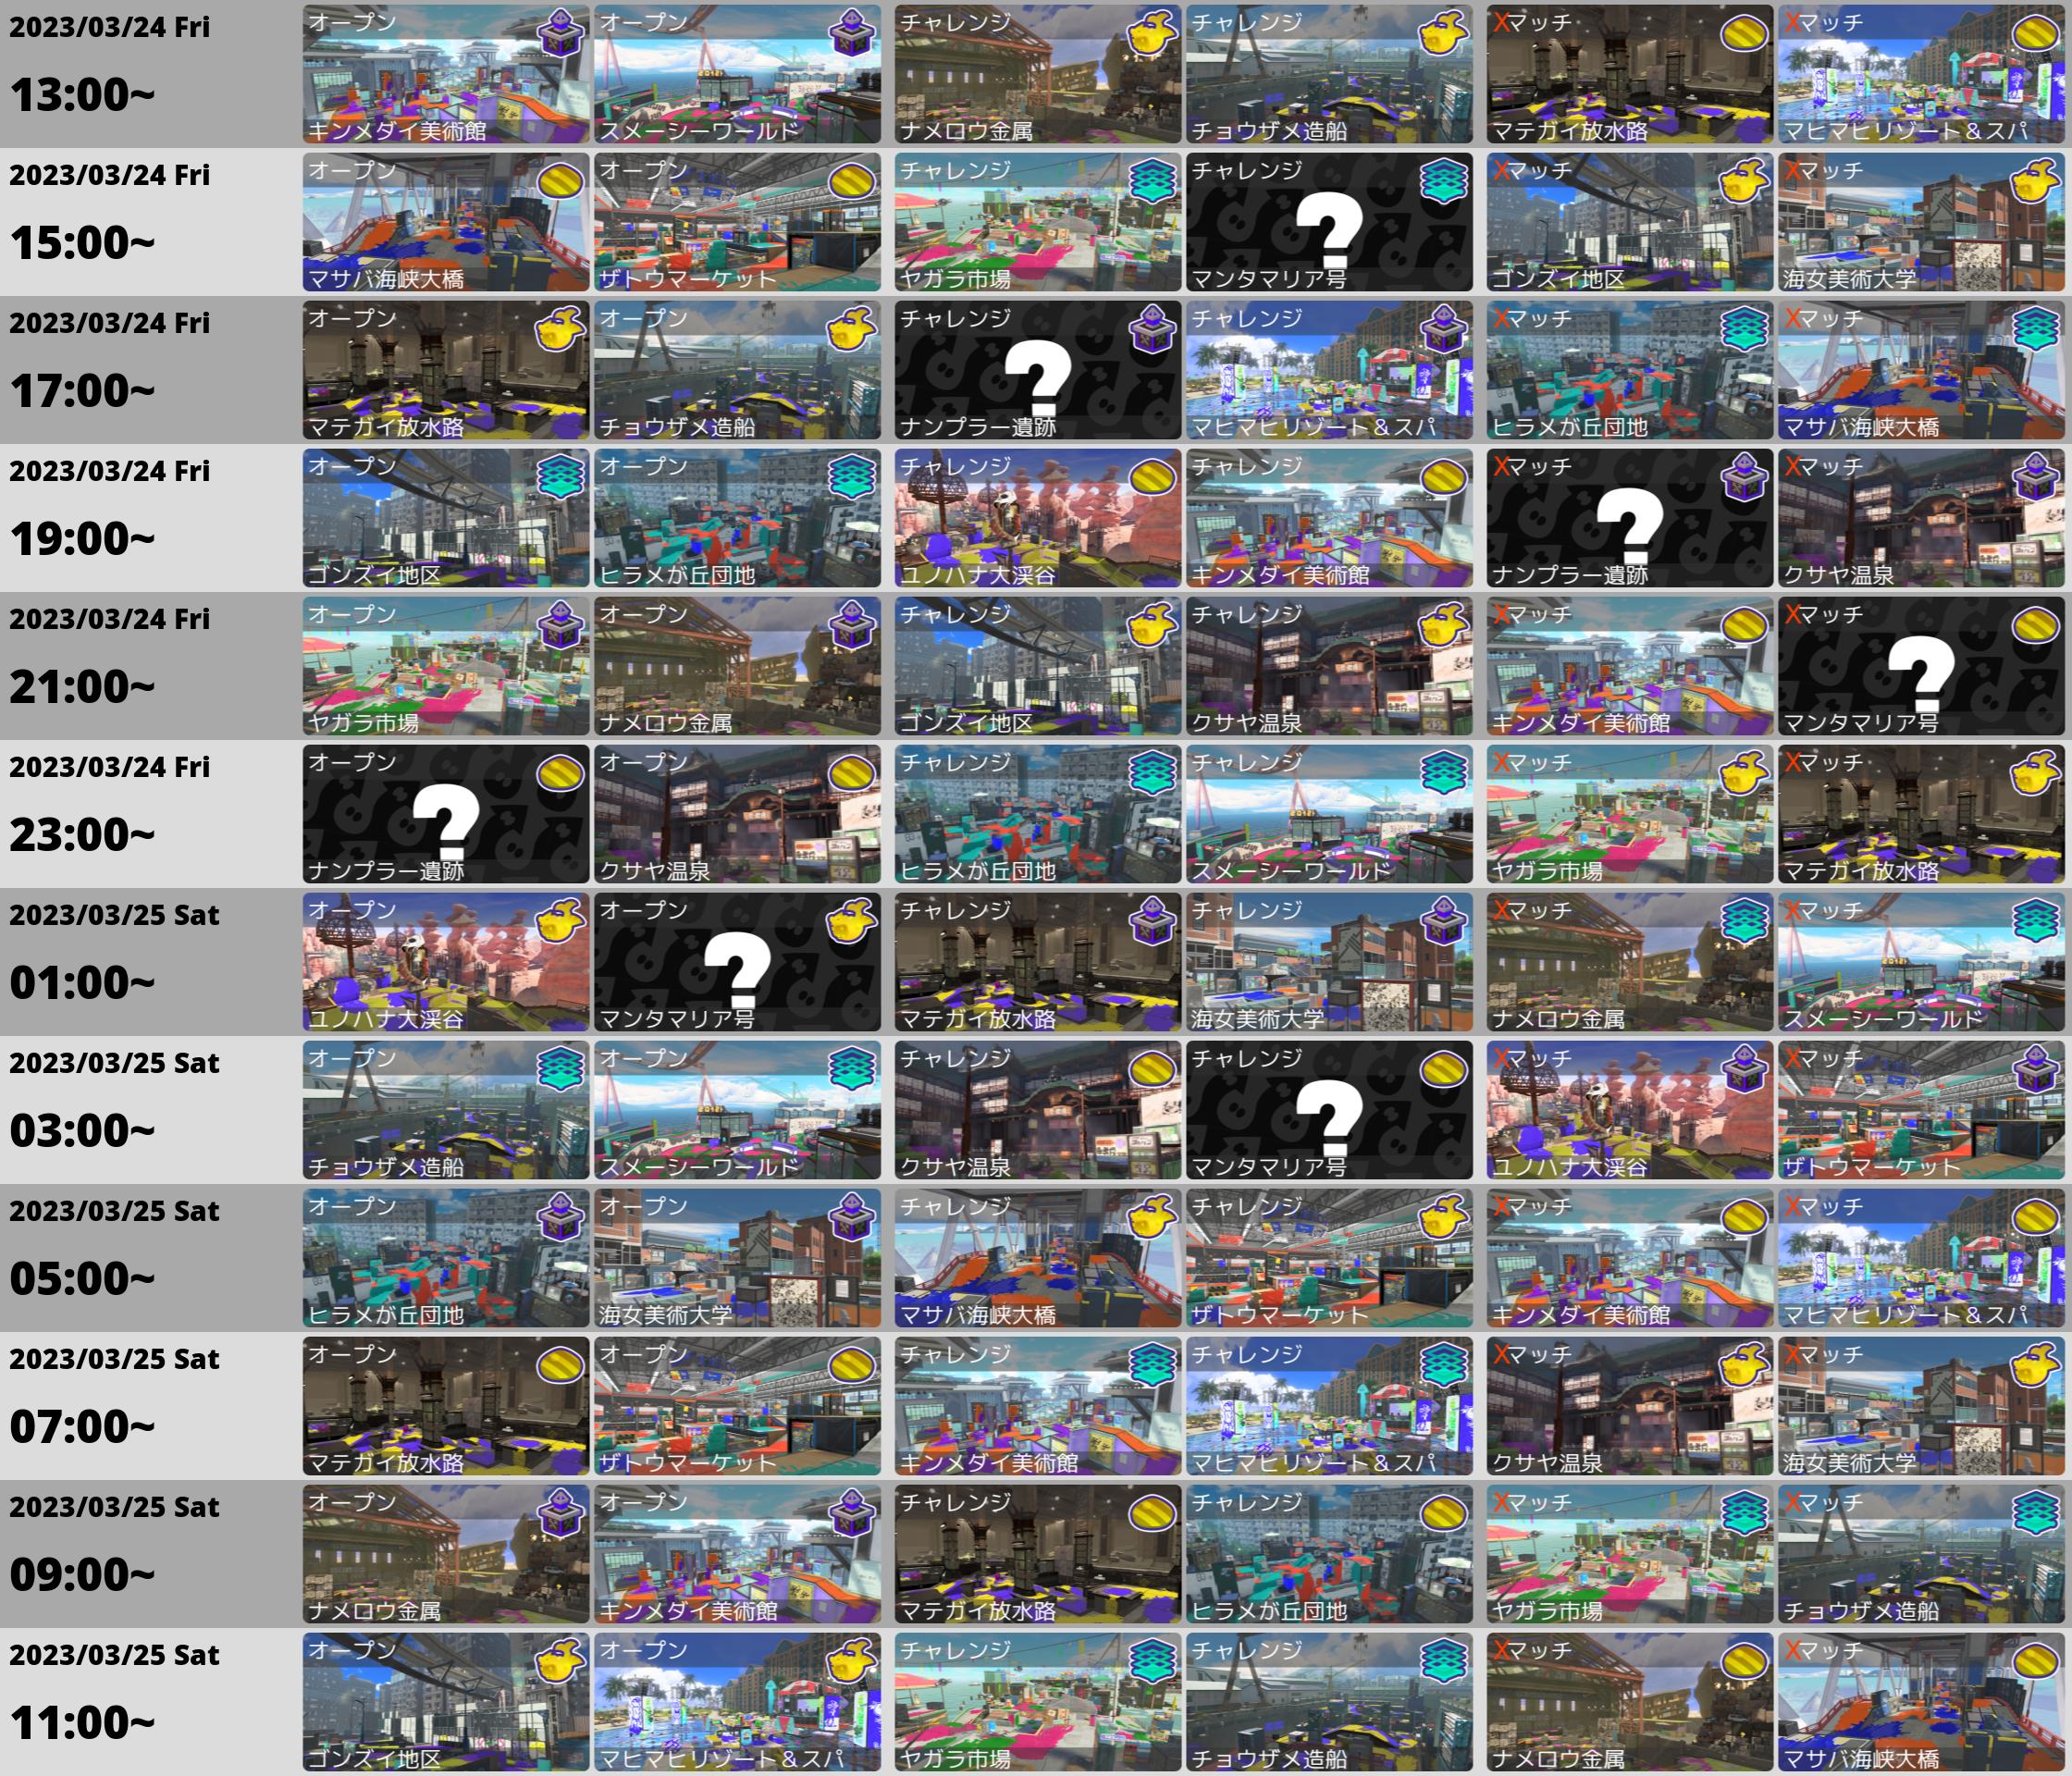 2023/03/24 Fri
13:00~
オープン オープン チャレンジ チャレンジ Xマッチ Xマッチ
キンメダイ美術館 スメーシーワールド ナメロウ金属 チョウザメ造船 マテガイ放水路 マヒマヒリゾート＆スパ
2023/03/24 Fri
15:00~
オープン オープン チャレンジ チャレンジ Xマッチ Xマッチ
?
マサバ海峡大橋 ザトウマーケット ヤガラ市場 マンタマリア号 ゴンズイ地区 海女美術大学
2023/03/24 Fri
17:00~
オープン オープン チャレンジ チャレンジ Xマッチ Xマッチ
?
マテガイ放水路 チョウザメ造船 ナンプラー遺跡 マヒマヒリゾート＆スパ ヒラメが丘団地 マサバ海峡大橋
2023/03/24 Fri
19:00~
オープン オープン チャレンジ チャレンジ Xマッチ Xマッチ
?
ゴンズイ地区 ヒラメが丘団地 ユノハナ大渓谷 キンメダイ美術館 ナンプラー遺跡 クサヤ温泉
2023/03/24 Fri
21:00~
オープン オープン チャレンジ チャレンジ Xマッチ Xマッチ
?
ヤガラ市場 ナメロウ金属 ゴンズイ地区 クサヤ温泉 キンメダイ美術館 マンタマリア号
2023/03/24 Fri
23:00~
オープン オープン チャレンジ チャレンジ Xマッチ Xマッチ
?
ナンプラー遺跡 クサヤ温泉 ヒラメが丘団地 スメーシーワールド ヤガラ市場 マテガイ放水路
2023/03/25 Sat
01:00~
オープン オープン チャレンジ チャレンジ Xマッチ Xマッチ
?
ユノハナ大渓谷 マンタマリア号 マテガイ放水路 海女美術大学 ナメロウ金属 スメーシーワールド
2023/03/25 Sat
03:00~
オープン オープン チャレンジ チャレンジ Xマッチ Xマッチ
?
チョウザメ造船 スメーシーワールド クサヤ温泉 マンタマリア号 ユノハナ大渓谷 ザトウマーケット
2023/03/25 Sat
05:00~
オープン オープン チャレンジ チャレンジ Xマッチ Xマッチ
ヒラメが丘団地 海女美術大学 マサバ海峡大橋 ザトウマーケット キンメダイ美術館 マヒマヒリゾート＆スパ
2023/03/25 Sat
07:00~
オープン オープン チャレンジ チャレンジ Xマッチ Xマッチ
マテガイ放水路 ザトウマーケット キンメダイ美術館 マヒマヒリゾート＆スパ クサヤ温泉 海女美術大学
2023/03/25 Sat
09:00~
オープン オープン チャレンジ チャレンジ Xマッチ Xマッチ
ナメロウ金属 キンメダイ美術館 マテガイ放水路 ヒラメが丘団地 ヤガラ市場 チョウザメ造船
2023/03/25 Sat
11:00~
オープン オープン チャレンジ チャレンジ Xマッチ Xマッチ
ゴンズイ地区 マヒマヒリゾート＆スパ ヤガラ市場 チョウザメ造船 ナメロウ金属 マサバ海峡大橋